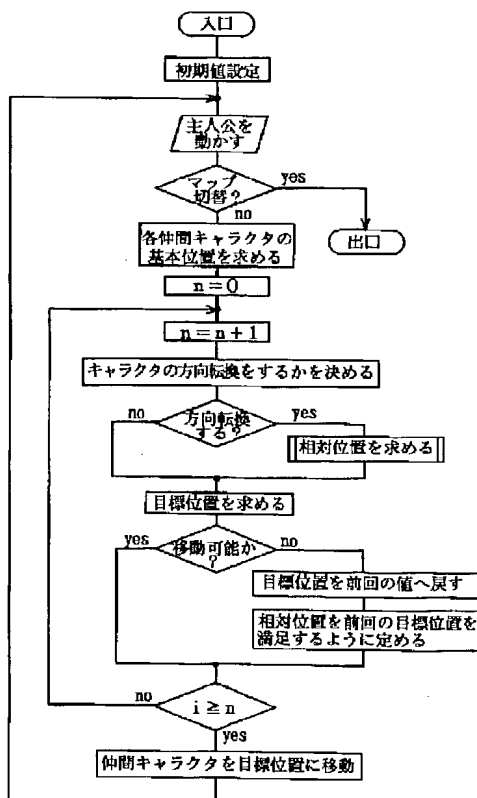 入口
初期値設定
主人公を
動かす
マップ
切替?
yes
no
出口
各仲間キャラクタの
基本位置を求める
n=0
n=n+1
キャラクタの方向転換をするかを決める
no
方向転換
する?
yes
相対位置を求める
目標位置を求める
yes
移動可能か
?
no
目標位置を前回の値へ戻す
相対位置を前回の目標位置を
満足するように定める
no
i≧n
yes
仲間キャラクタを目標位置に移動